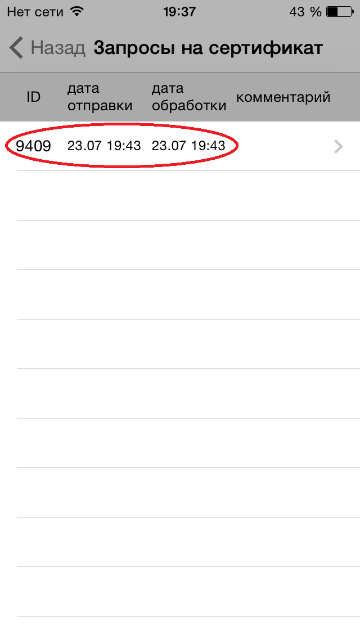 Нет сети 19:37 43 %
Назад Запросы на сертификат
ID дата отправки дата обработки комментарий
9409 23.07 19:43 23.07 19:43